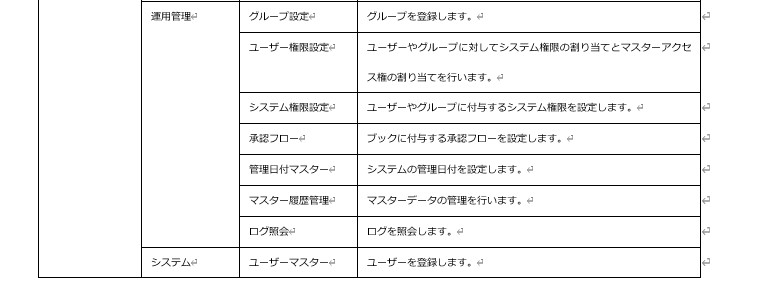 運用管理
グループ設定
グループを登録します。
ユーザー権限設定
ユーザーやグループに対してシステム権限の割り当てとマスターアクセ
ス権の割り当てを行います。
システム権限設定
ユーザーやグループに付与するシステム権限を設定します。
承認フロー
ブックに付与する承認フローを設定します。
管理日付マスター
システムの管理日付を設定します。
マスター履歴管理
マスターデータの管理を行います。
ログ照会
ログを照会します。
システム
ユーザーマスター
ユーザーを登録します。